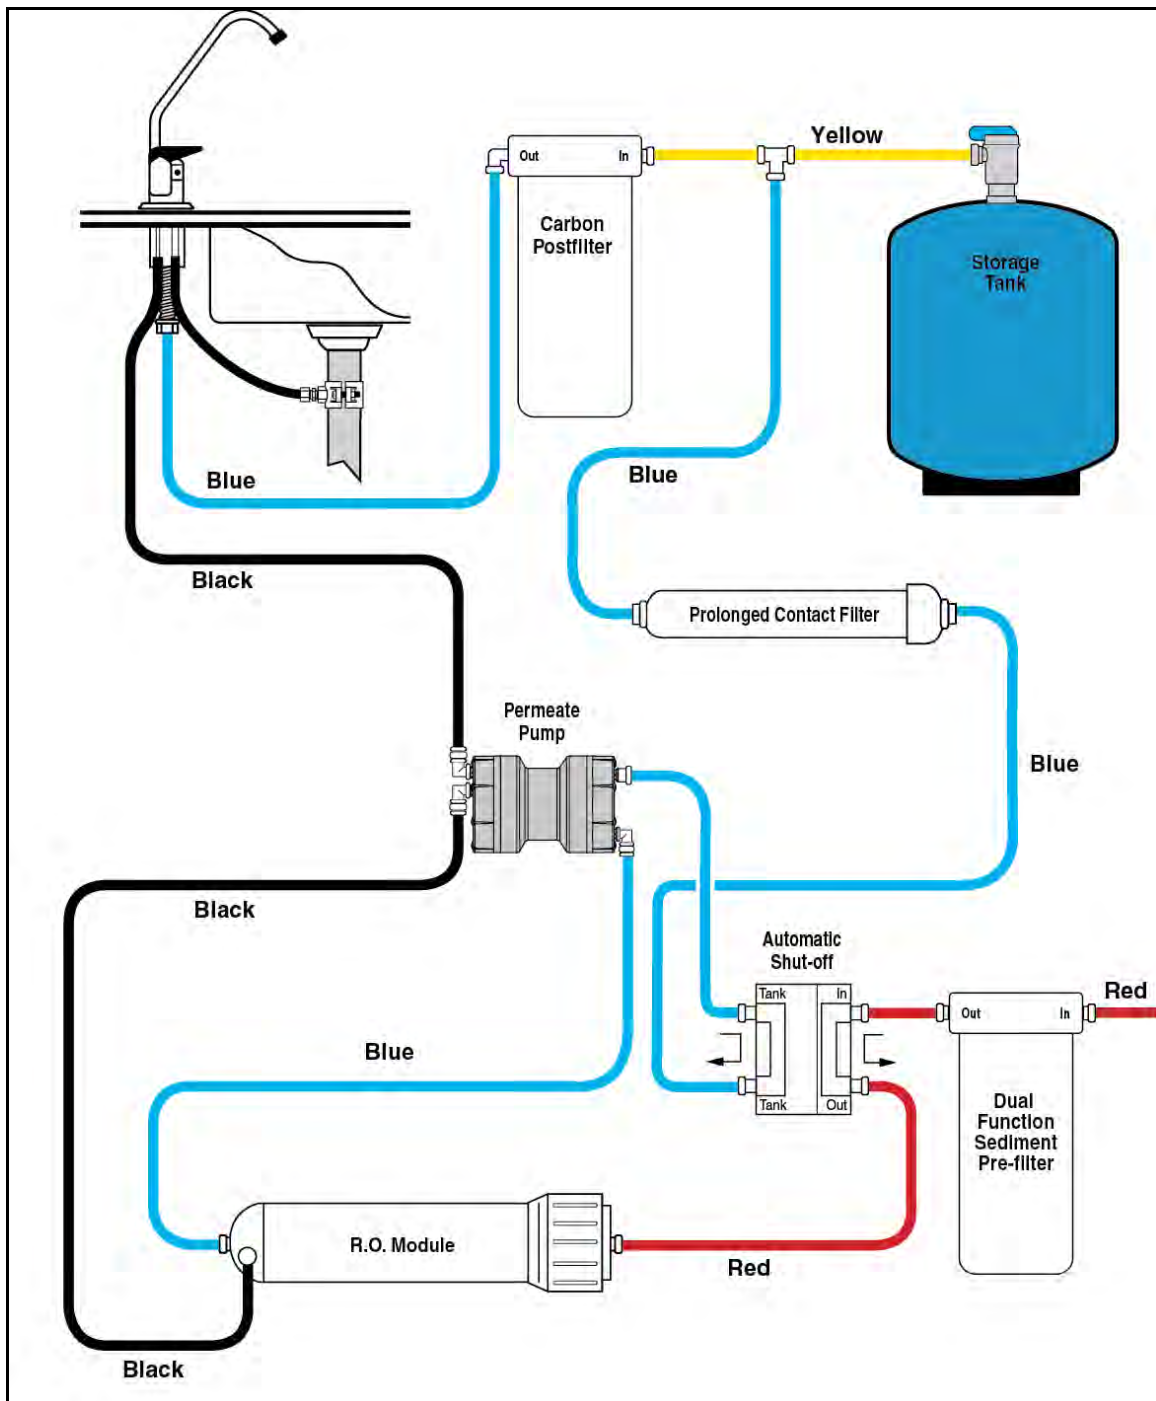 Yellow
Out In
Carbon
Postfilter
Storage
Tank
Blue
Blue
Black
Prolonged Contact Filter
Permeate
Pump
Blue
Black
Automatic
Shut-off
Tank In
Red
Out In
Blue
Tank Out
Dual
Function
Sediment
Pre-filter
R.O. Module
Red
Black